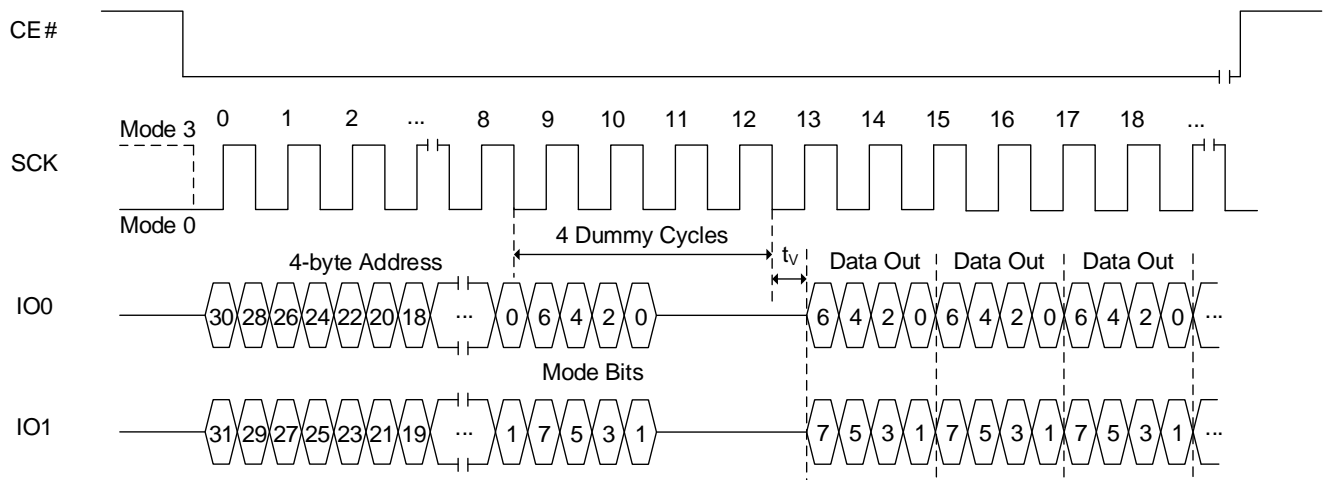 CE#
Mode 3 0 1 2 ... 8 9 10 11 12 13 14 15 16 17 18 ...
SCK
Mode 0
4 Dummy Cycles
4-byte Address tV Data Out Data Out Data Out
IO0 30 28 26 24 22 20 18 ... 0 6 4 2 0 6 4 2 0 6 4 2 0 6 4 2 0 ...
Mode Bits
IO1 31 29 27 25 23 21 19 ... 1 7 5 3 1 7 5 3 1 7 5 3 1 7 5 3 1 ...